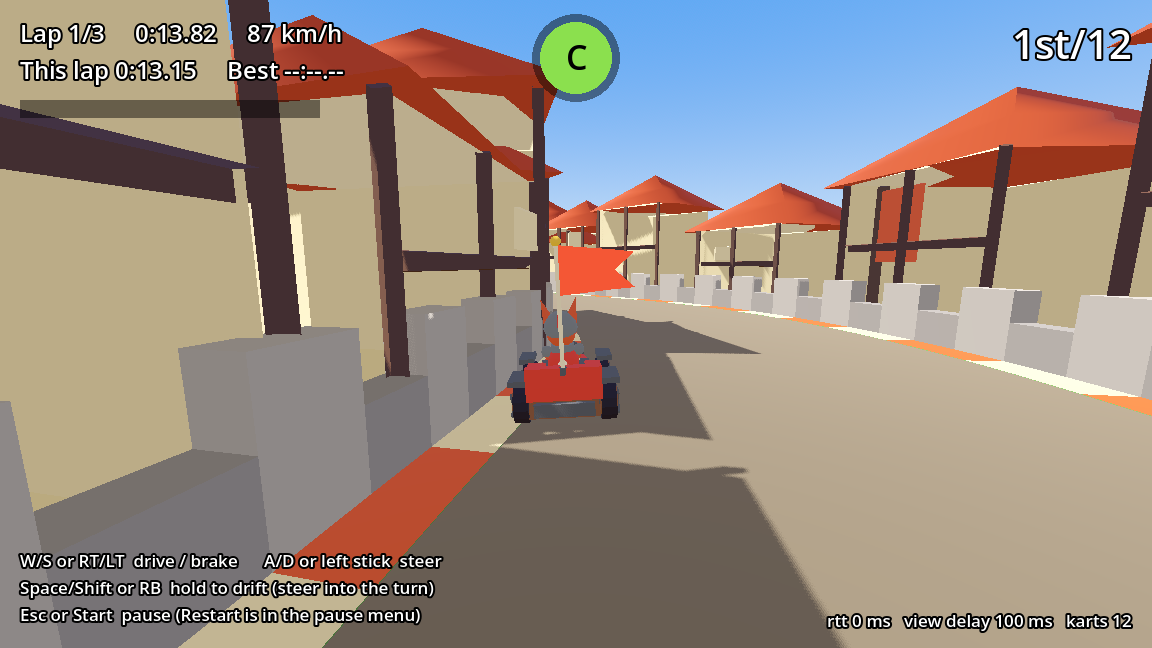 Lap 1/3 0:13.82 87 km/h
This lap 0:13.15 Best --:--.--
C
1st/12
W/S or RT/LT drive / brake A/D or left stick steer
Space/Shift or RB hold to drift (steer into the turn)
Esc or Start pause (Restart is in the pause menu)
rtt 0 ms view delay 100 ms karts 12